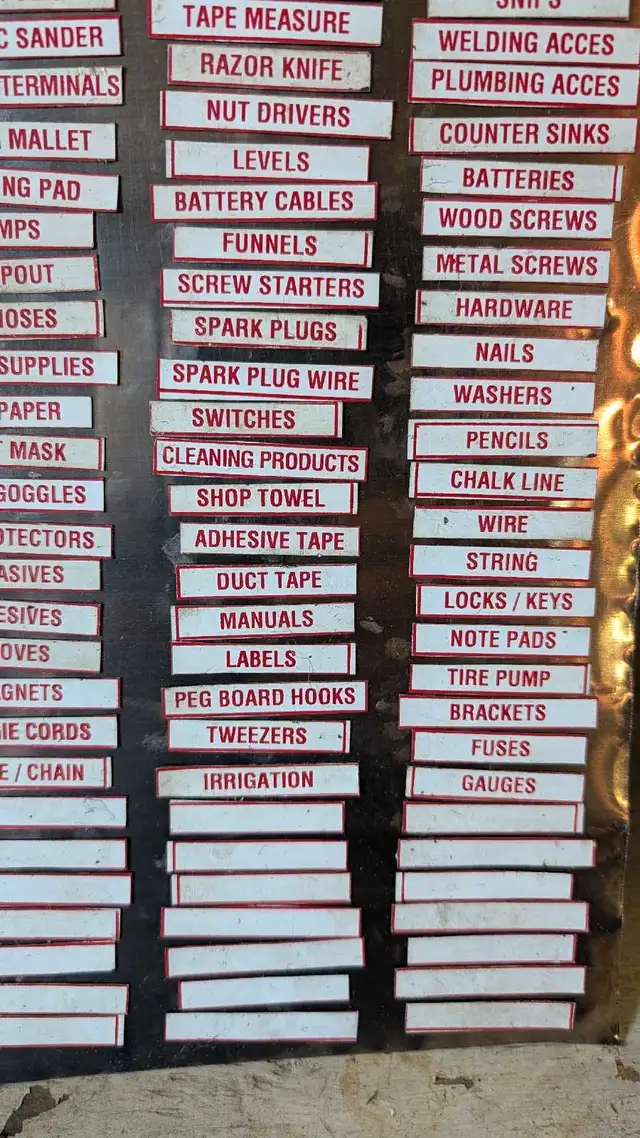 C SANDER
TERMINALS
MALLET
NG PAD
MPS
POUT
HOSES
SUPPLIES
PAPER
MASK
GOGGLES
OTECTORS
ASIVES
ESIVES
OVES
GNETS
IE CORDS
E / CHAIN
TAPE MEASURE
RAZOR KNIFE
NUT DRIVERS
LEVELS
BATTERY CABLES
FUNNELS
SCREW STARTERS
SPARK PLUGS
SPARK PLUG WIRE
SWITCHES
CLEANING PRODUCTS
SHOP TOWEL
ADHESIVE TAPE
DUCT TAPE
MANUALS
LABELS
PEG BOARD HOOKS
TWEEZERS
IRRIGATION
SNIPS
WELDING ACCES
PLUMBING ACCES
COUNTER SINKS
BATTERIES
WOOD SCREWS
METAL SCREWS
HARDWARE
NAILS
WASHERS
PENCILS
CHALK LINE
WIRE
STRING
LOCKS / KEYS
NOTE PADS
TIRE PUMP
BRACKETS
FUSES
GAUGES